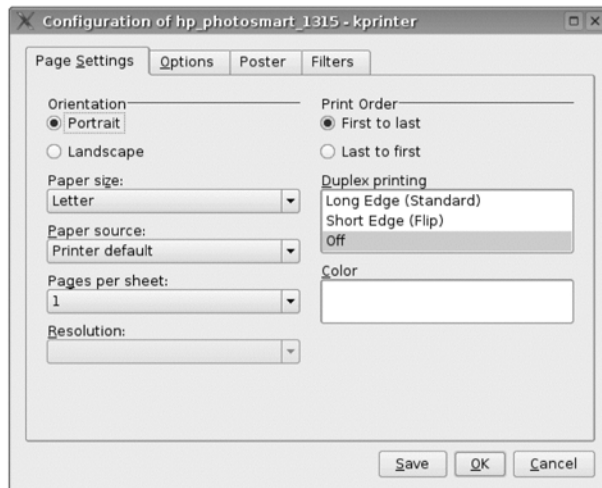 Configuration of hp_photosmart_1315 - kprinter
Page Settings
Options
Poster
Filters
Orientation
Portrait
Landscape
Paper size:
Letter
Paper source:
Printer default
Pages per sheet:
1
Resolution:
Print Order
First to last
Last to first
Duplex printing
Long Edge (Standard)
Short Edge (Flip)
Off
Color
Save
OK
Cancel